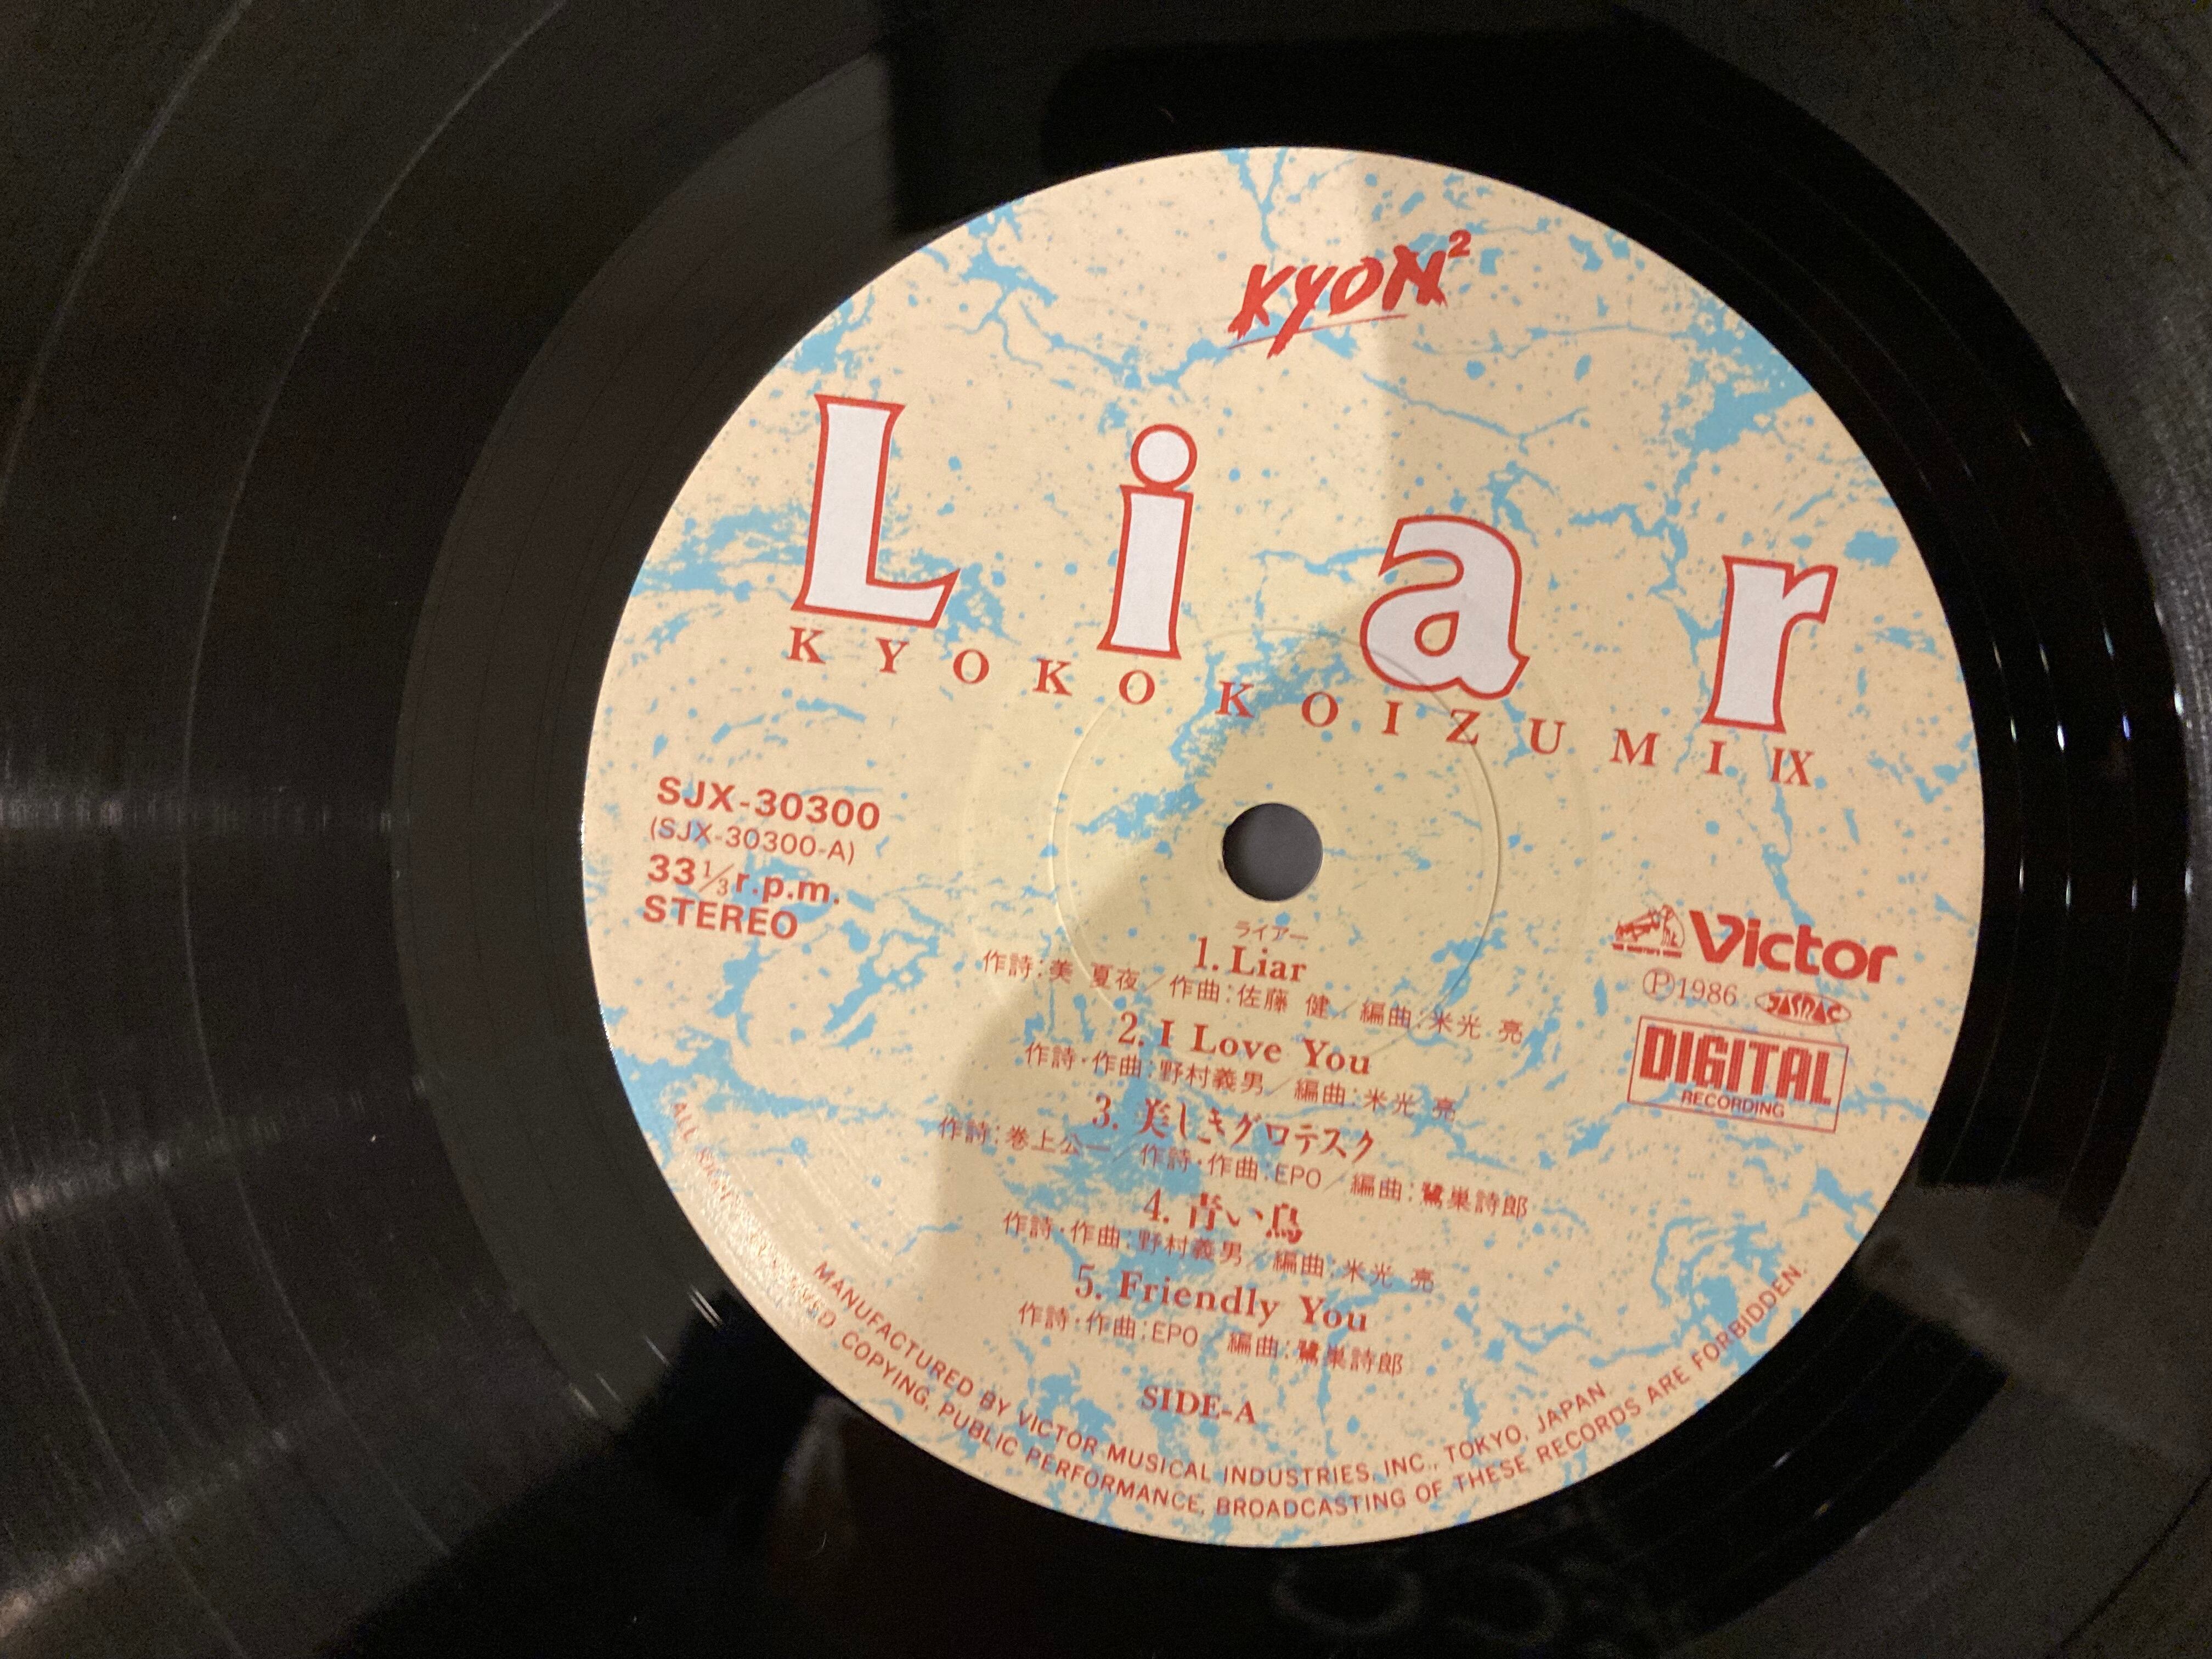 KYON²
Liar
KYOKO KOIZUMI IX
SJX-30300
(SJX-30300-A)
33⅓r.p.m.
STEREO
Victor
Ⓟ1986 JASRAC
DIGITAL
RECORDING
ライアー
1. Liar
作詩:美 夏夜/作曲:佐藤 健/編曲:米光 亮
2. I Love You
作詩・作曲:野村義男/編曲:米光 亮
3. 美しきグロテスク
作詩:巻上公一/作詩・作曲:EPO/編曲:鷺巣詩郎
4. 青い鳥
作詩・作曲:野村義男/編曲:米光 亮
5. Friendly You
作詩・作曲:EPO/編曲:鷺巣詩郎
SIDE-A
MANUFACTURED BY VICTOR MUSICAL INDUSTRIES, INC., TOKYO, JAPAN.
ALL RIGHTS RESERVED COPYING, PUBLIC PERFORMANCE, BROADCASTING OF THESE RECORDS ARE FORBIDDEN.